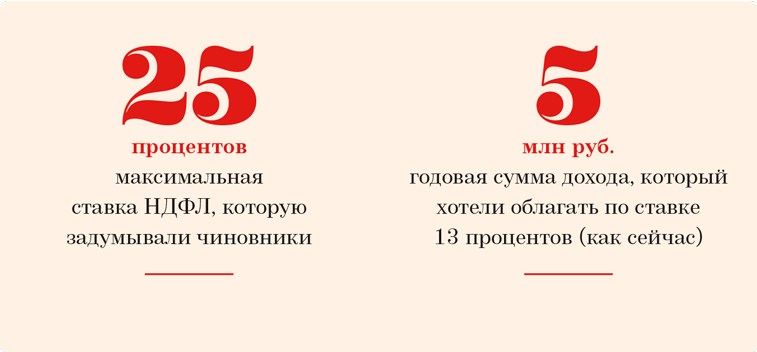 25
процентов
максимальная
ставка НДФЛ, которую
задумывали чиновники
5
млн руб.
годовая сумма дохода, который
хотели облагать по ставке
13 процентов (как сейчас)